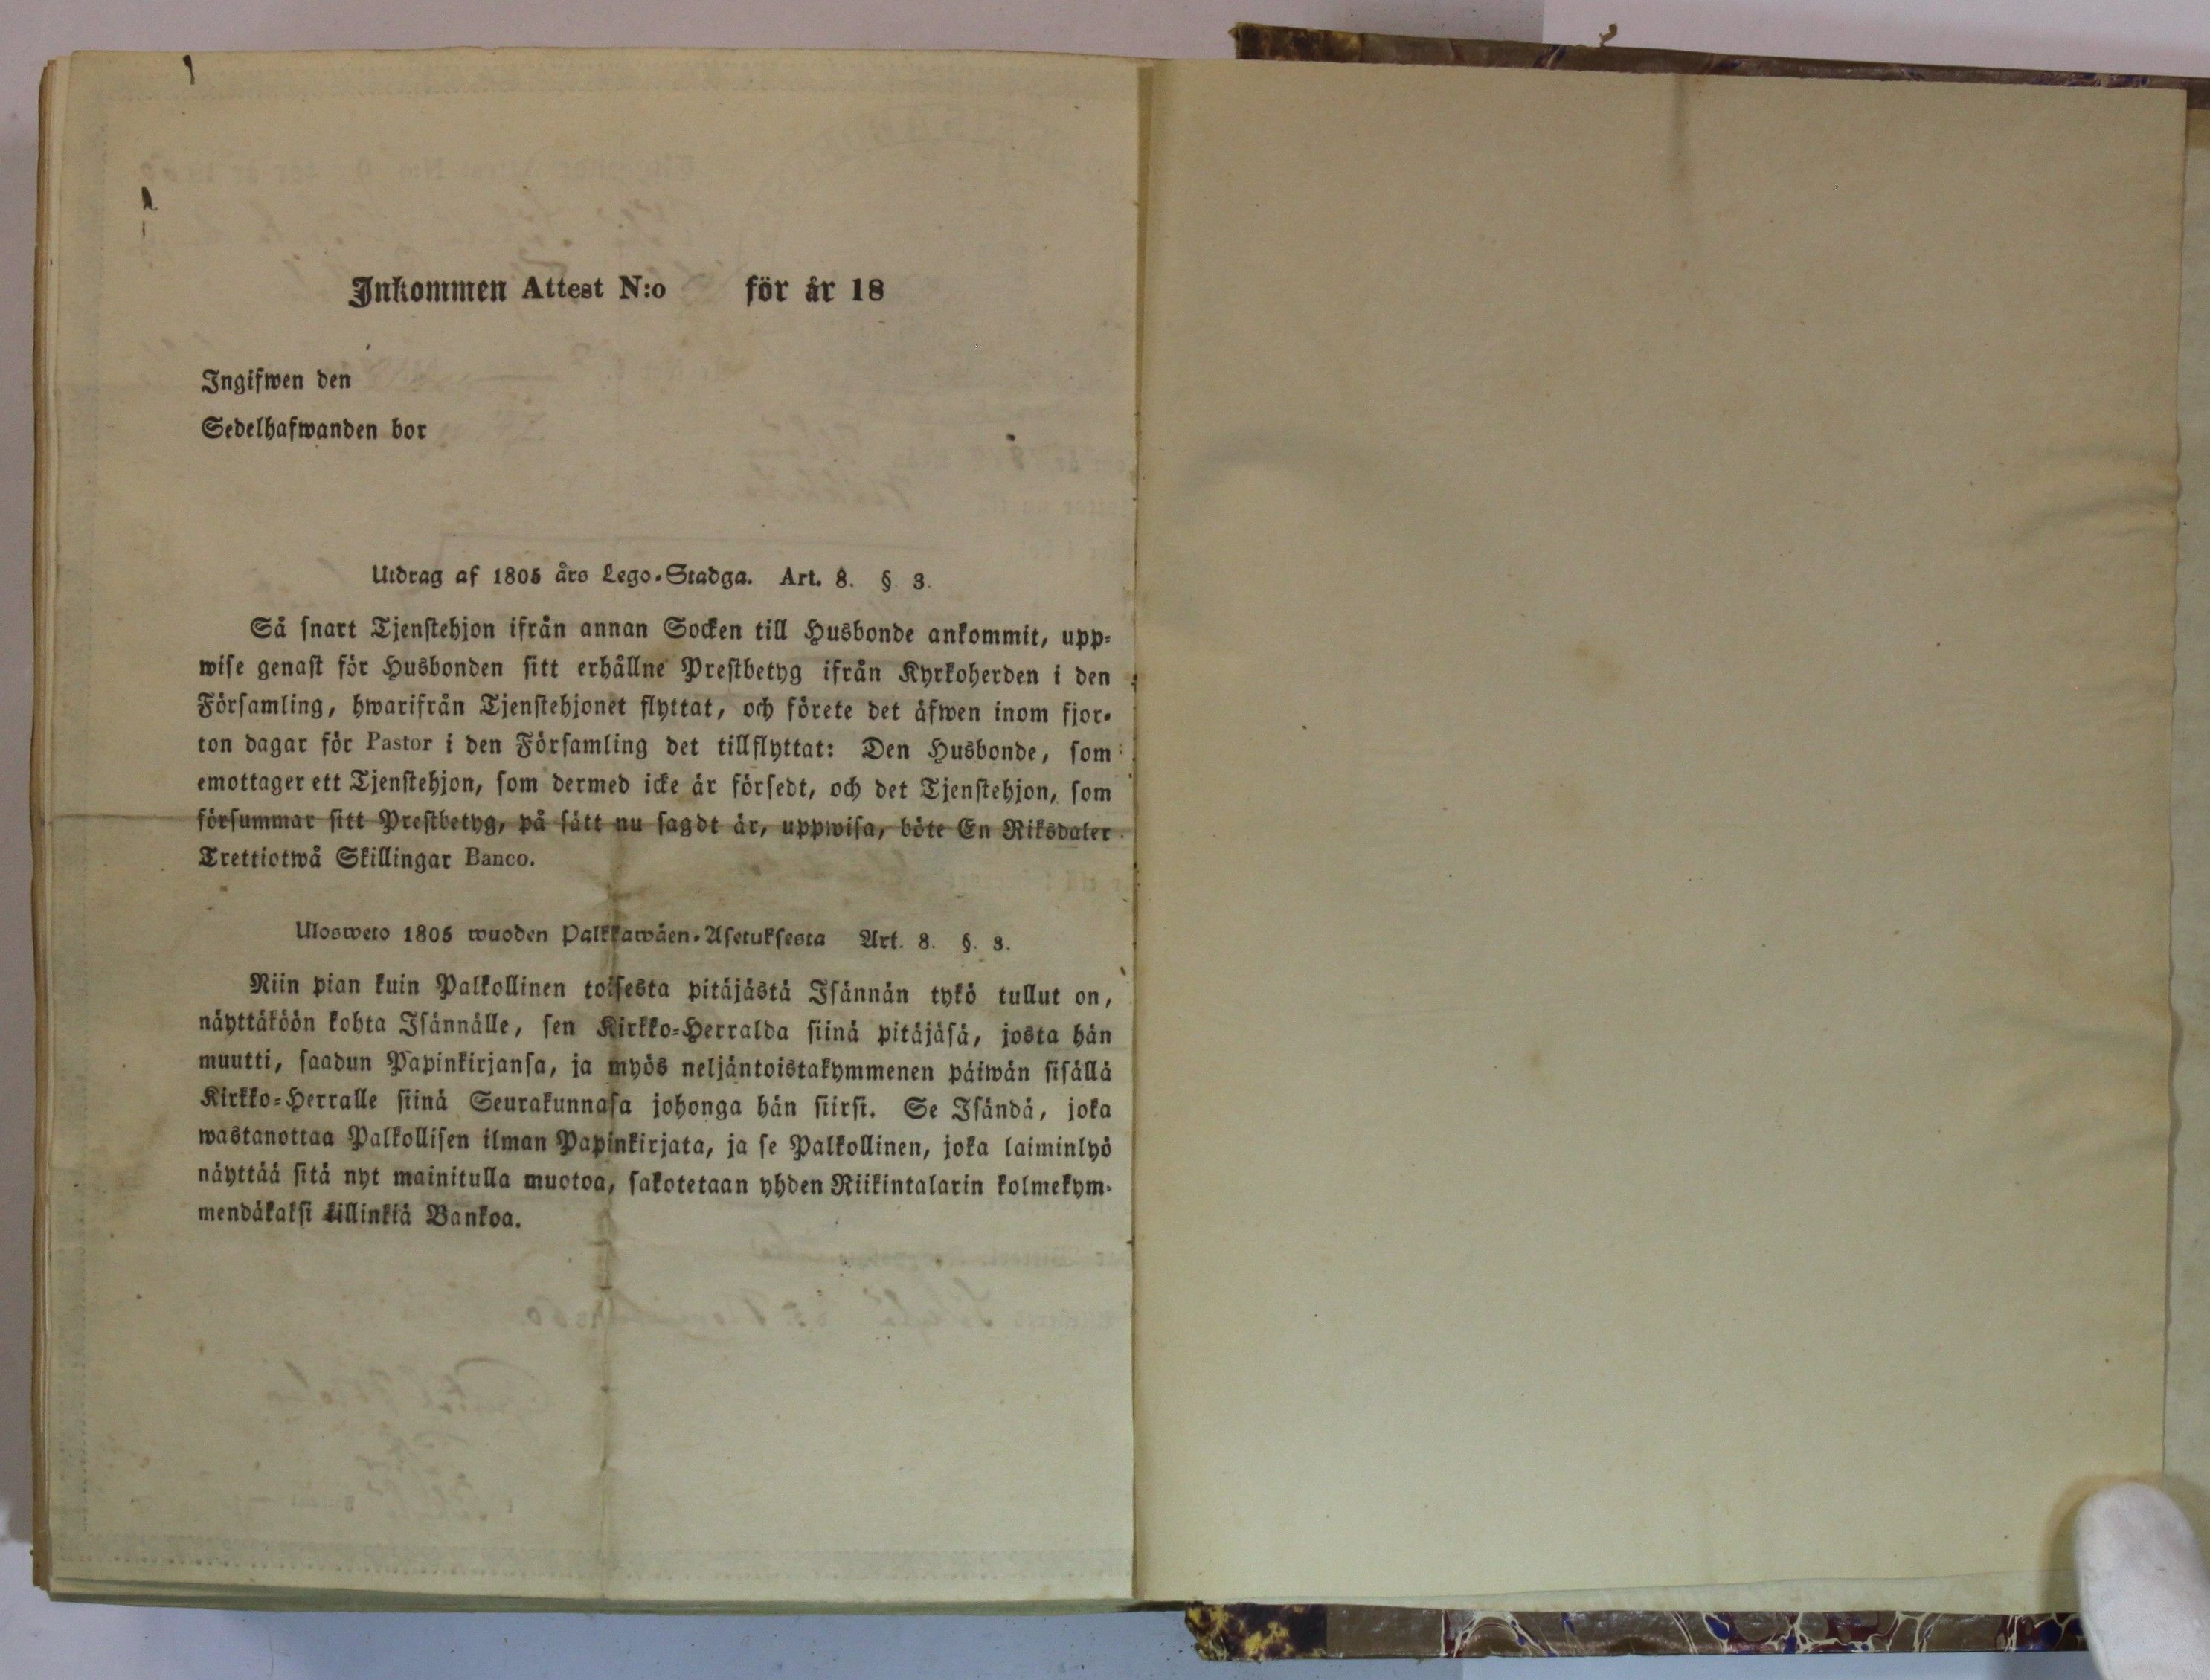 Inkommen Attest N:o för år 18
Ingifwen den
Sedelhafwanden bor
Utdrag af 1805 års Lego-Stadga. Art. 8. § 3.
Så snart Tjenstehjon ifrån annan Socken till Husbonde ankommit, upp-
wise genast för Husbonden sitt erhållne Prestbetyg ifrån Kyrkoherden i den
Församling, hwarifrån Tjenstehjonet flyttat, och förete det äfwen inom fjor-
ton dagar för Pastor i den Församling det tillflyttat: Den Husbonde, som
emottager ett Tjenstehjon, som dermed icke är försedt, och det Tjenstehjon, som
försummar sitt Prestbetyg, på sätt nu sagdt är, uppwisa, böte En Riksdaler
Trettiotwå Skillingar Banco.
Ulosweto 1805 wuoden Palkkawäen-Asetuksesta Art. 8. §. 3.
Niin pian kuin Palkollinen toisesta pitäjästä Isännän tykö tullut on,
näyttäköön kohta Isännälle, sen Kirkko-Herralda siinä pitäjäsä, josta hän
muutti, saadun Papinkirjansa, ja myös neljäntoistakymmenen päiwän sisällä
Kirkko-Herralle siinä Seurakunnasa johonga hän siirsi. Se Isändä, joka
wastanottaa Palkollisen ilman Papinkirjata, ja se Palkollinen, joka laiminlyö
näyttää sitä nyt mainitulla muotoa, sakotetaan yhden Riikintalarin kolmekym-
mendäkaksi killinkiä Bankoa.